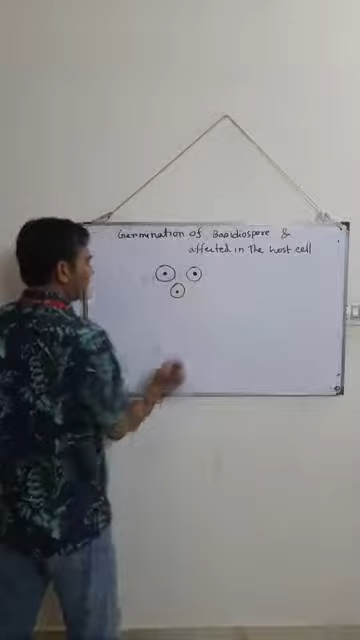 Germination of Basidiospore &
affected in The host cell